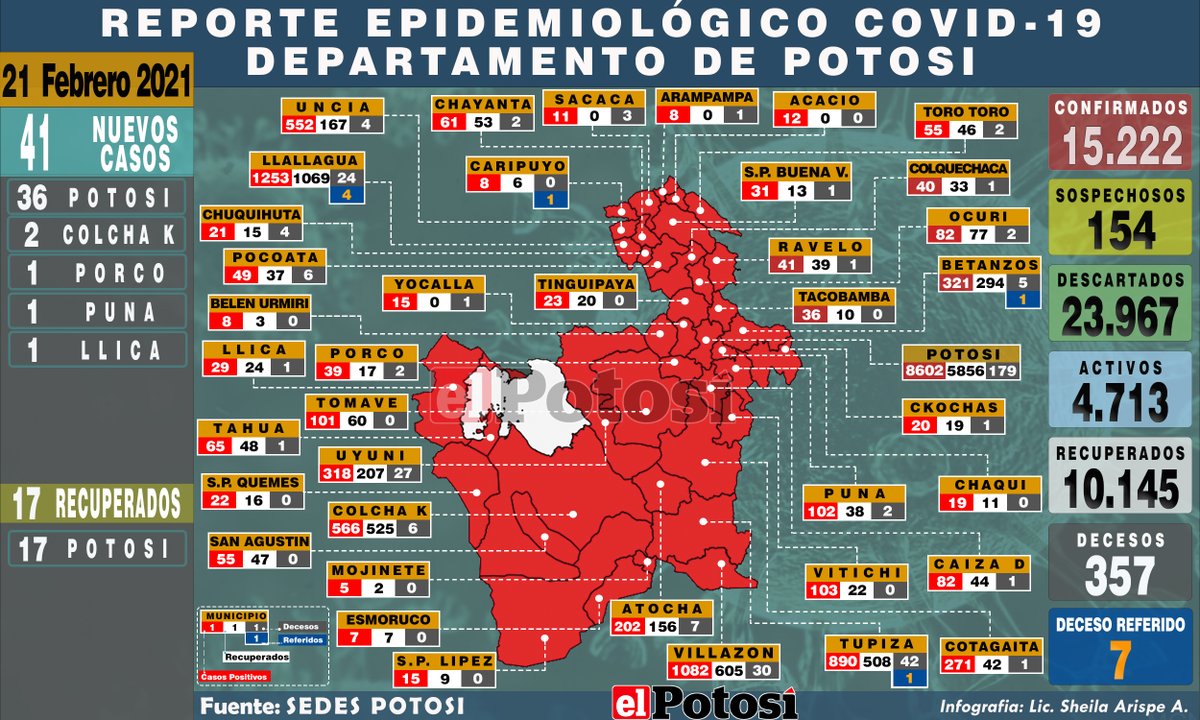 REPORTE EPIDEMIOLÓGICO COVID-19
DEPARTAMENTO DE POTOSI
21 Febrero 2021
41 NUEVOS CASOS
36 POTOSI
2 COLCHA K
1 PORCO
1 PUNA
1 LLICA
17 RECUPERADOS
17 POTOSI
UNCIA
552 167 4
CHAYANTA
61 53 2
SACACA
11 0 3
ARAMPAMPA
8 0 1
ACACIO
12 0 0
TORO TORO
55 46 2
LLALLAGUA
1253 1069 24
4
CARIPUYO
8 6 0
1
S.P. BUENA V.
31 13 1
COLQUECHACA
40 33 1
CHUQUIHUTA
21 15 4
OCURI
82 77 2
POCOATA
49 37 6
RAVELO
41 39 1
YOCALLA
15 0 1
TINGUIPAYA
23 20 0
BETANZOS
321 294 5
1
BELEN URMIRI
8 3 0
TACOBAMBA
36 10 0
LLICA
29 24 1
PORCO
39 17 2
POTOSI
8602 5856 179
el Potosí
TOMAVE
101 60 0
CKOCHAS
20 19 1
TAHUA
65 48 1
UYUNI
318 207 27
S.P. QUEMES
22 16 0
PUNA
102 38 2
CHAQUI
19 11 0
COLCHA K
566 525 6
SAN AGUSTIN
55 47 0
MOJINETE
5 2 0
VITICHI
103 22 0
CAIZA D
82 44 1
ESMORUCO
7 7 0
ATOCHA
202 156 7
S.P. LIPEZ
15 9 0
VILLAZON
1082 605 30
TUPIZA
890 508 42
1
COTAGAITA
271 42 1
MUNICIPIO
1 1 1
1
Decesos
Referidos
Recuperados
Casos Positivos
CONFIRMADOS
15.222
SOSPECHOSOS
154
DESCARTADOS
23.967
ACTIVOS
4.713
RECUPERADOS
10.145
DECESOS
357
DECESO REFERIDO
7
Fuente: SEDES POTOSI
el Potosí
Infografia: Lic. Sheila Arispe A.